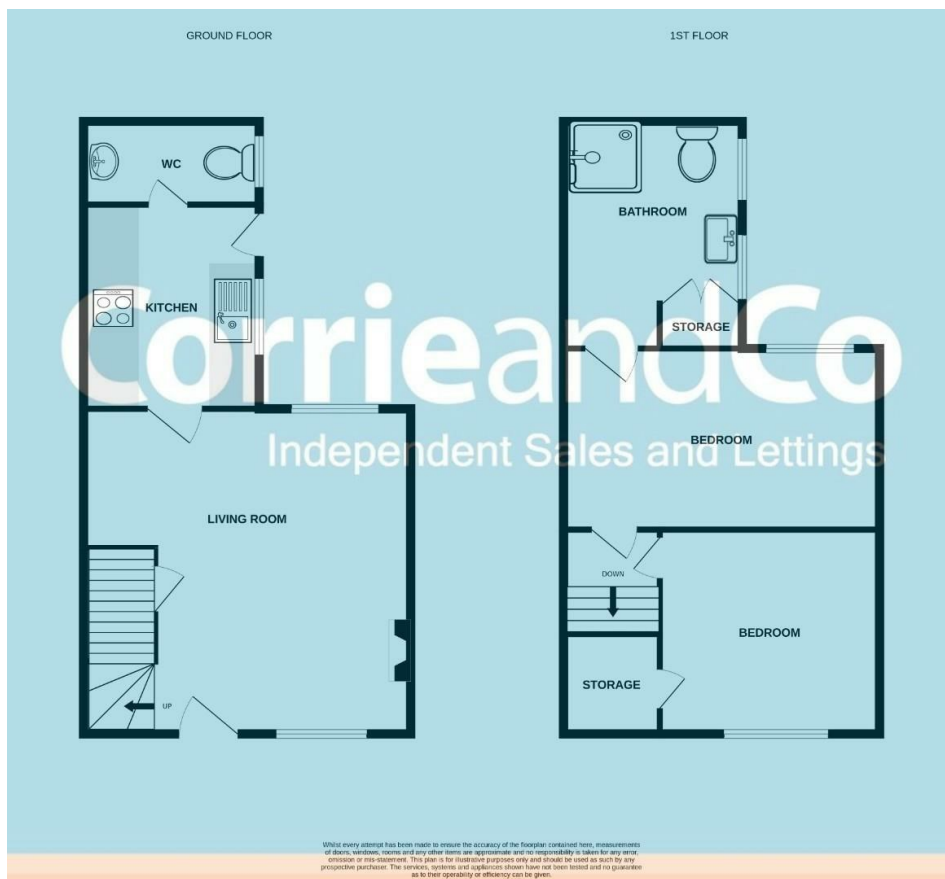 GROUND FLOOR
1ST FLOOR
WC
KITCHEN
LIVING ROOM
UP
BATHROOM
STORAGE
BEDROOM
DOWN
BEDROOM
STORAGE
CorrieandCo
Independent Sales and Lettings
Whilst every attempt has been made to ensure the accuracy of the floorplan contained here, measurements
of doors, windows, rooms and any other items are approximate and no responsibility is taken for any error,
omission or mis-statement. This plan is for illustrative purposes only and should be used as such by any
prospective purchaser. The services, systems and appliances shown have not been tested and no guarantee
as to their operability or efficiency can be given.